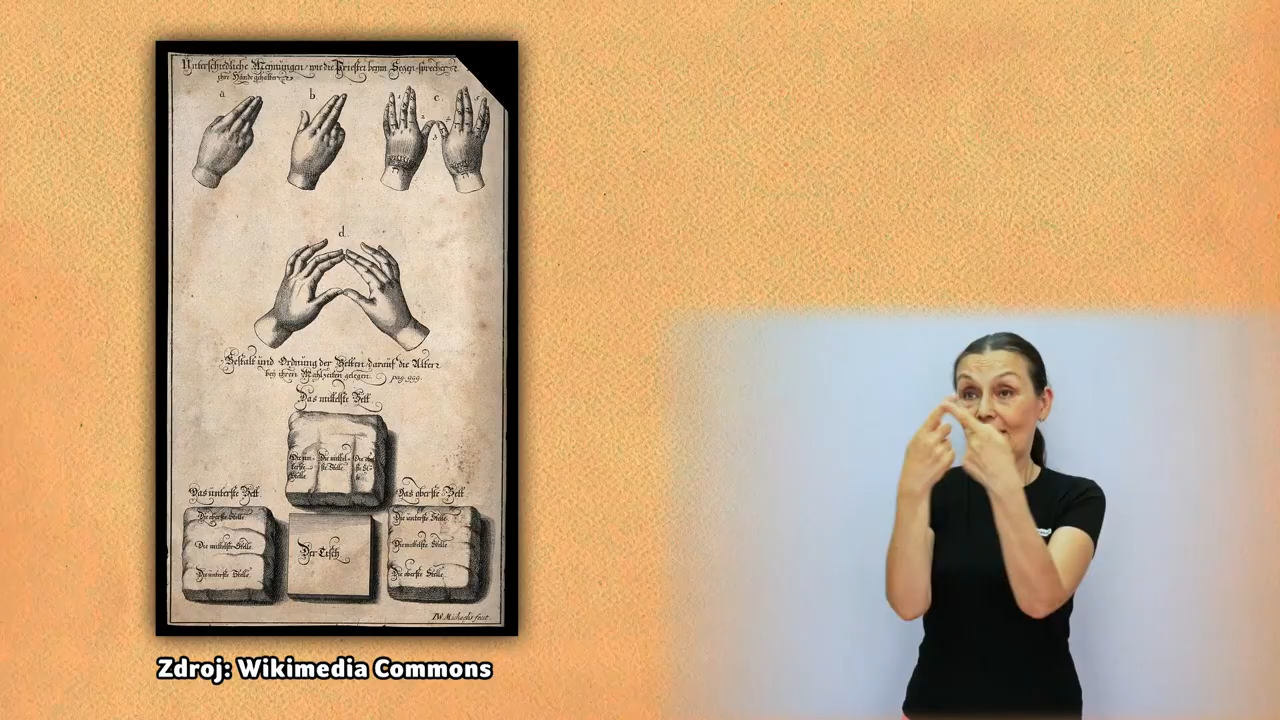 Unterschiedliche Meinungen, wie die Priester beim Segen-sprechen
ihre Hände gehalten
a b c
d
Gestalt und Ordnung der Betten, darauf die Alten
bey ihren Mahlzeiten gelegen. pag. 999.
Das mittelste Bett
Das unterste Bett Das oberste Bett
Die oberste Stelle
Die mittelste Stelle
Die unterste Stelle
Der Tisch
Die unterste Stelle
Die mittelste Stelle
Die oberste Stelle
Zdroj: Wikimedia Commons